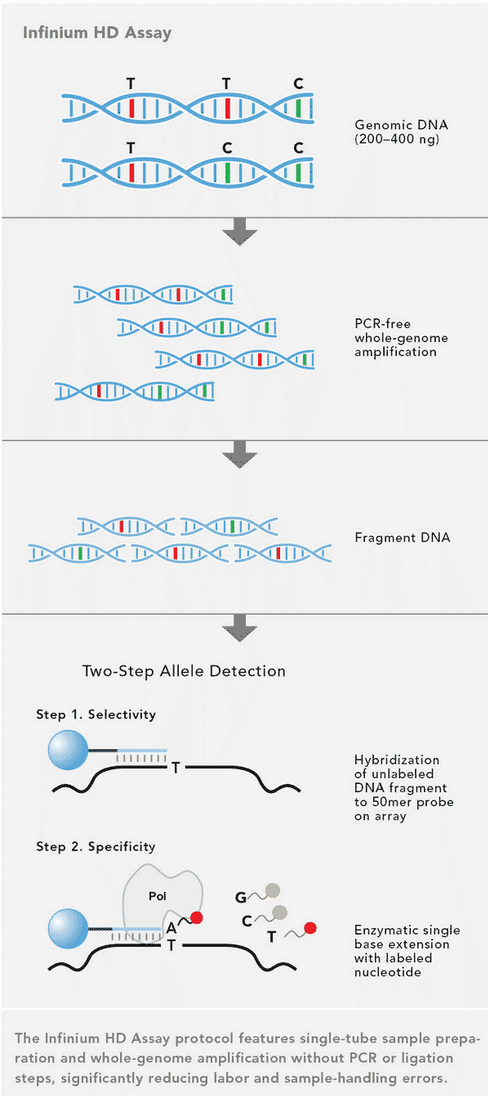 Infinium HD Assay
T T C
Genomic DNA
(200–400 ng)
T C C
PCR-free
whole-genome
amplification
Fragment DNA
Two-Step Allele Detection
Step 1. Selectivity
T
Hybridization
of unlabeled
DNA fragment
to 50mer probe
on array
Step 2. Specificity
Pol
A
T
G
C
T
Enzymatic single
base extension
with labeled
nucleotide
The Infinium HD Assay protocol features single-tube sample prepa-
ration and whole-genome amplification without PCR or ligation
steps, significantly reducing labor and sample-handling errors.